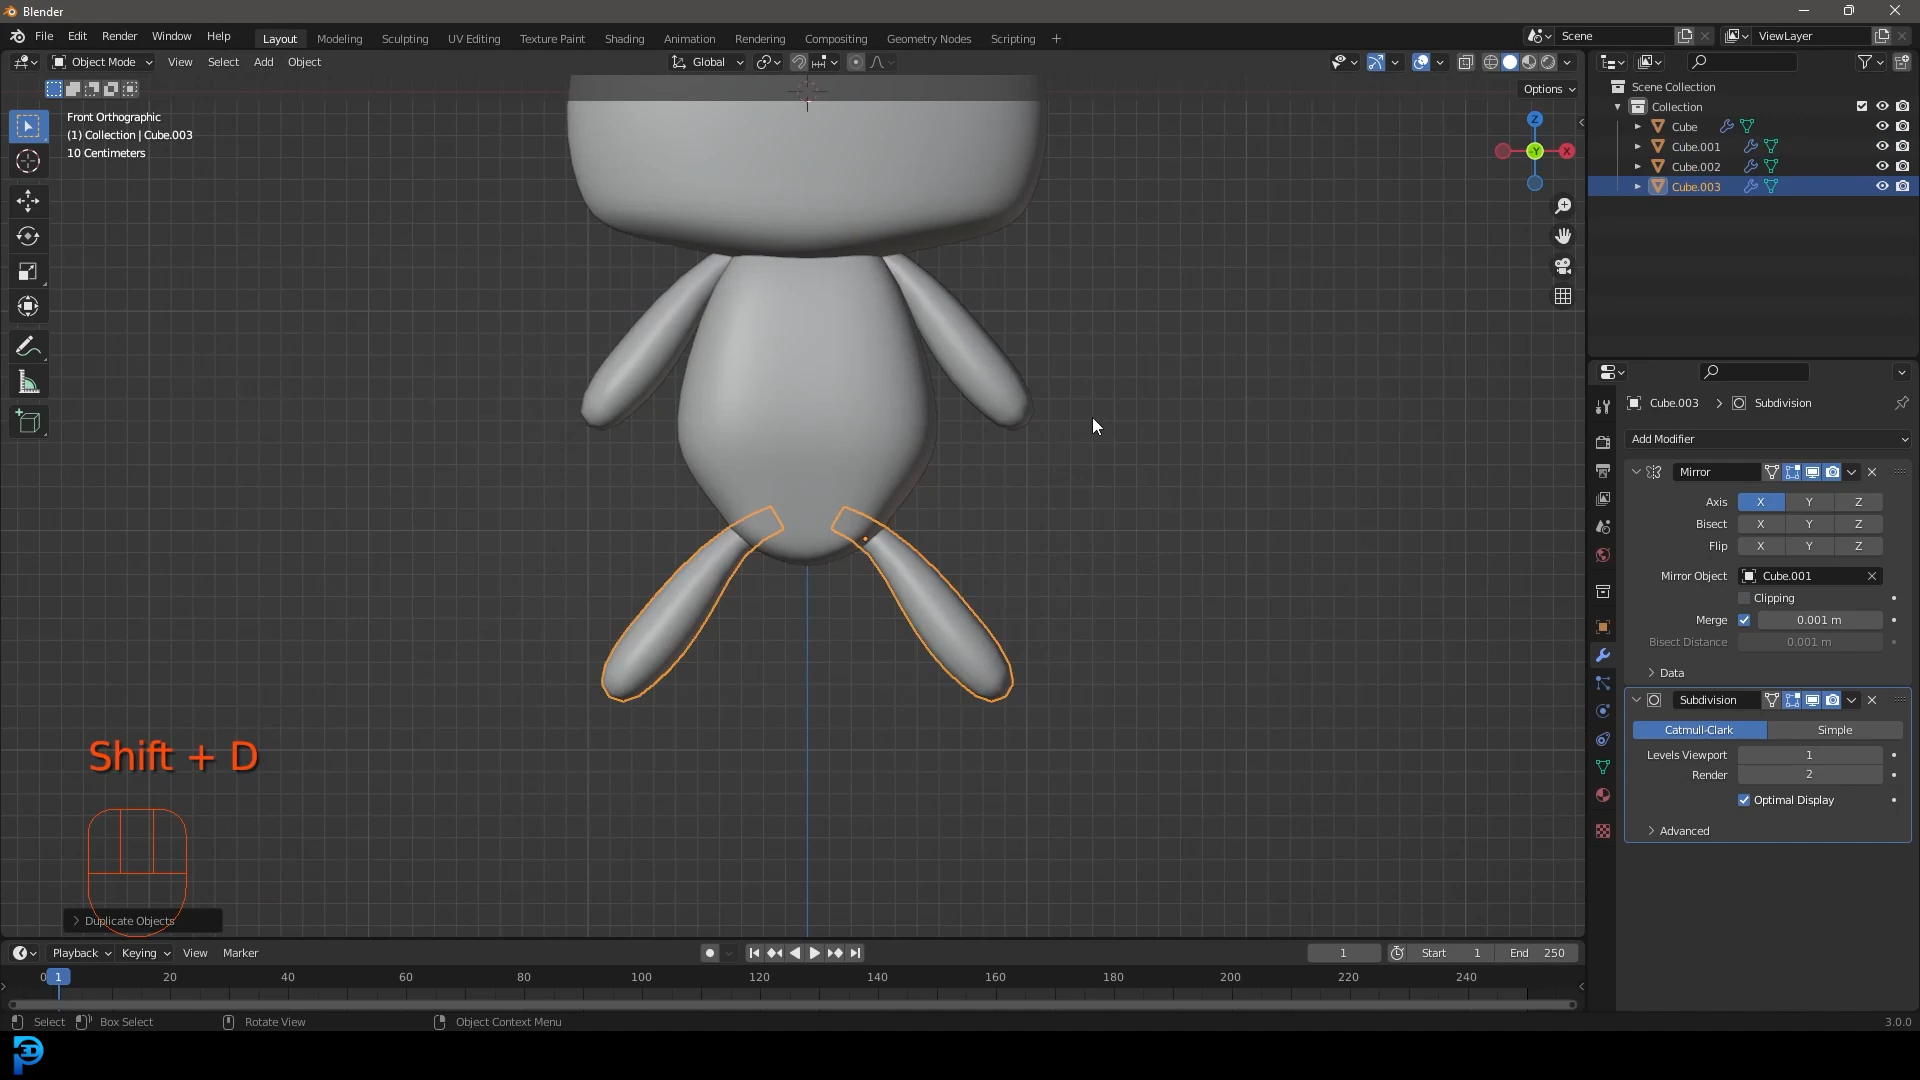 Blender
File Edit Render Window Help
Layout Modeling Sculpting UV Editing Texture Paint Shading Animation Rendering Compositing Geometry Nodes Scripting +
Scene
ViewLayer
Object Mode View Select Add Object
Global
Options
Front Orthographic
(1) Collection | Cube.003
10 Centimeters
Z
-Y
X
Scene Collection
Collection
Cube
Cube.001
Cube.002
Cube.003
Cube.003 > Subdivision
Add Modifier
Mirror
Axis X Y Z
Bisect X Y Z
Flip X Y Z
Mirror Object Cube.001
Clipping
Merge 0.001 m
Bisect Distance 0.001 m
Data
Subdivision
Catmull-Clark Simple
Levels Viewport 1
Render 2
Optimal Display
Advanced
Shift + D
Duplicate Objects
Playback Keying View Marker
1 Start 1 End 250
0 1 20 40 60 80 100 120 140 160 180 200 220 240
Select Box Select Rotate View Object Context Menu 3.0.0